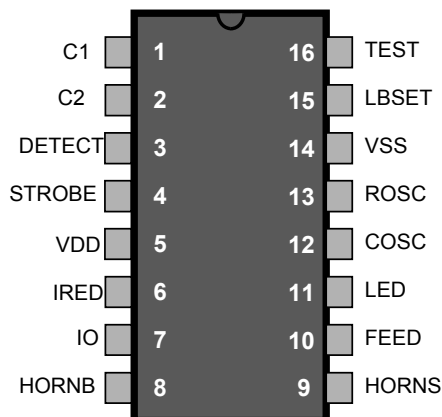 C1 1 16 TEST
C2 2 15 LBSET
DETECT 3 14 VSS
STROBE 4 13 ROSC
VDD 5 12 COSC
IRED 6 11 LED
IO 7 10 FEED
HORNB 8 9 HORNS